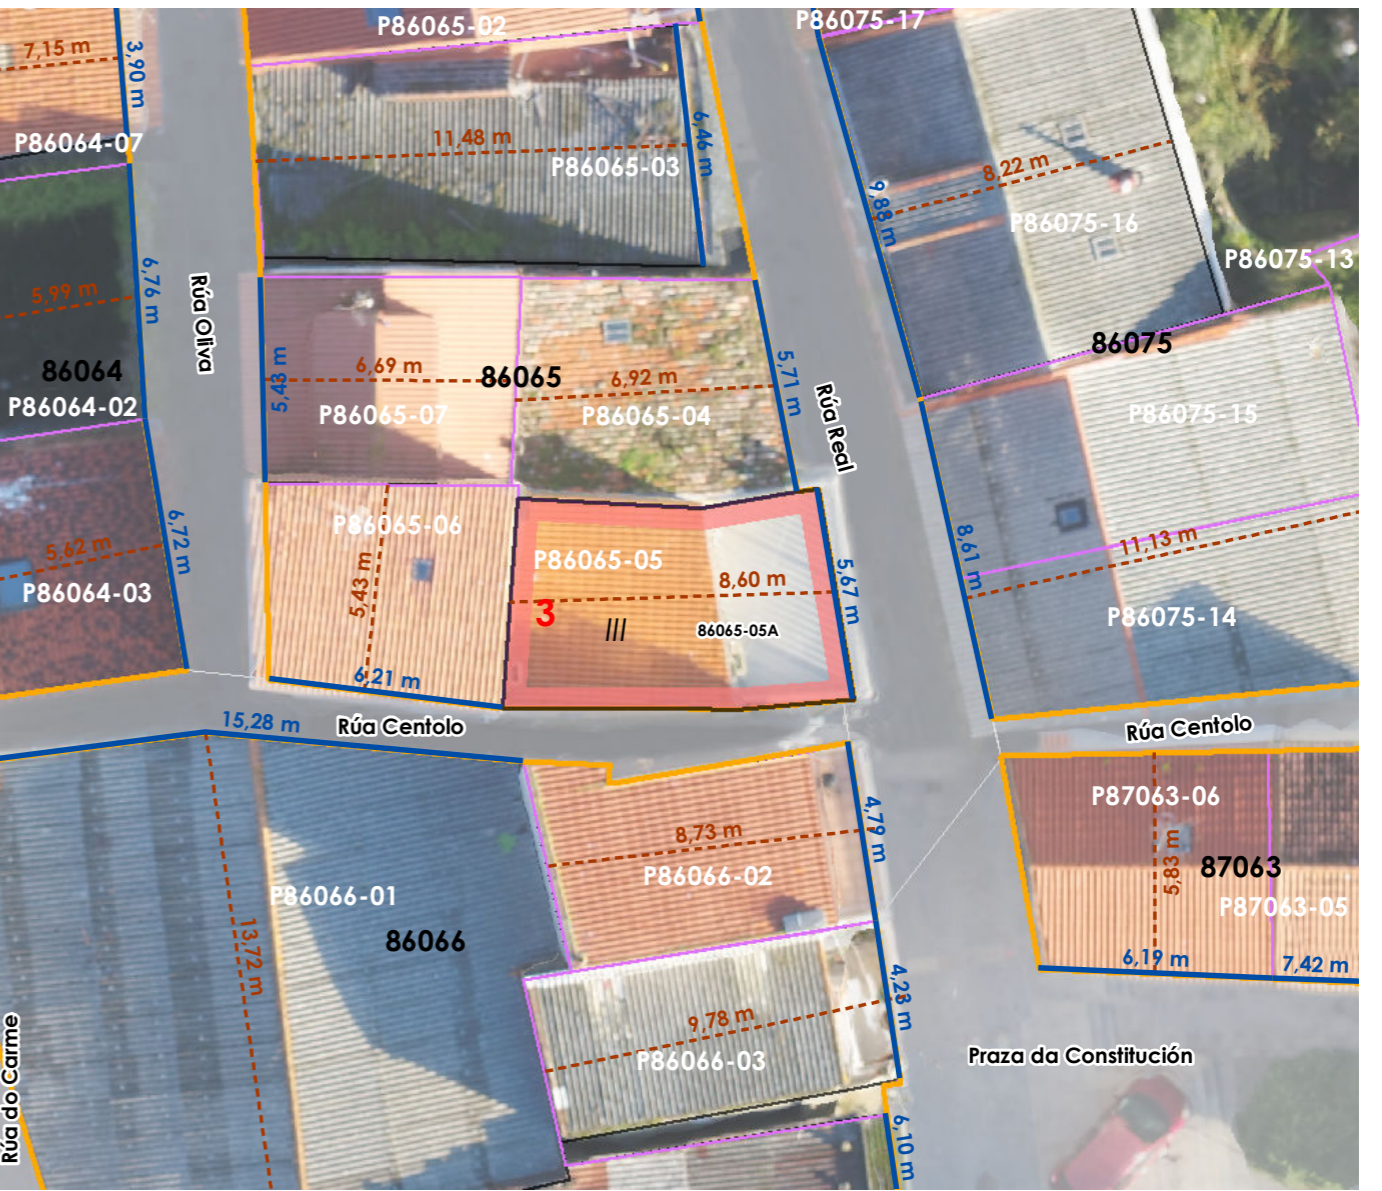 P86065-02
P86075-17
7,15 m
3,90 m
P86064-07
11,48 m
P86065-03
6,46 m
8,22 m
9,88 m
P86075-16
P86075-13
5,99 m
6,76 m
Rúa Oliva
86064
P86064-02
5,43 m
6,69 m
86065
P86065-07
6,92 m
P86065-04
5,71 m
Rúa Real
86075
P86075-15
P86065-06
5,43 m
6,21 m
P86065-05
8,60 m
3
III
86065-05A
5,67 m
8,61 m
11,13 m
P86075-14
6,72 m
5,62 m
P86064-03
15,28 m
Rúa Centolo
Rúa Centolo
8,73 m
4,79 m
P86066-02
P87063-06
87063
5,83 m
P87063-05
6,19 m
7,42 m
P86066-01
86066
13,72 m
4,23 m
9,78 m
P86066-03
Praza da Constitución
Rúa do Carme
6,10 m